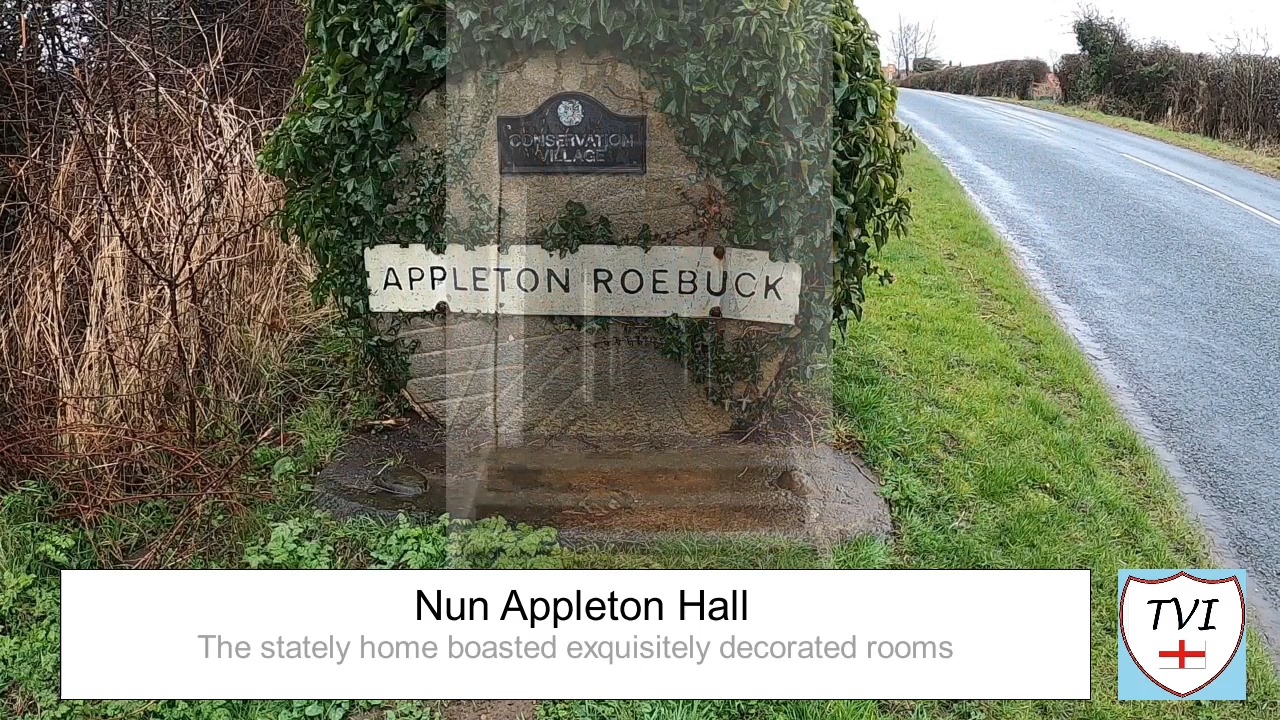 CONSERVATION
VILLAGE
APPLETON ROEBUCK
Nun Appleton Hall
The stately home boasted exquisitely decorated rooms
TVI